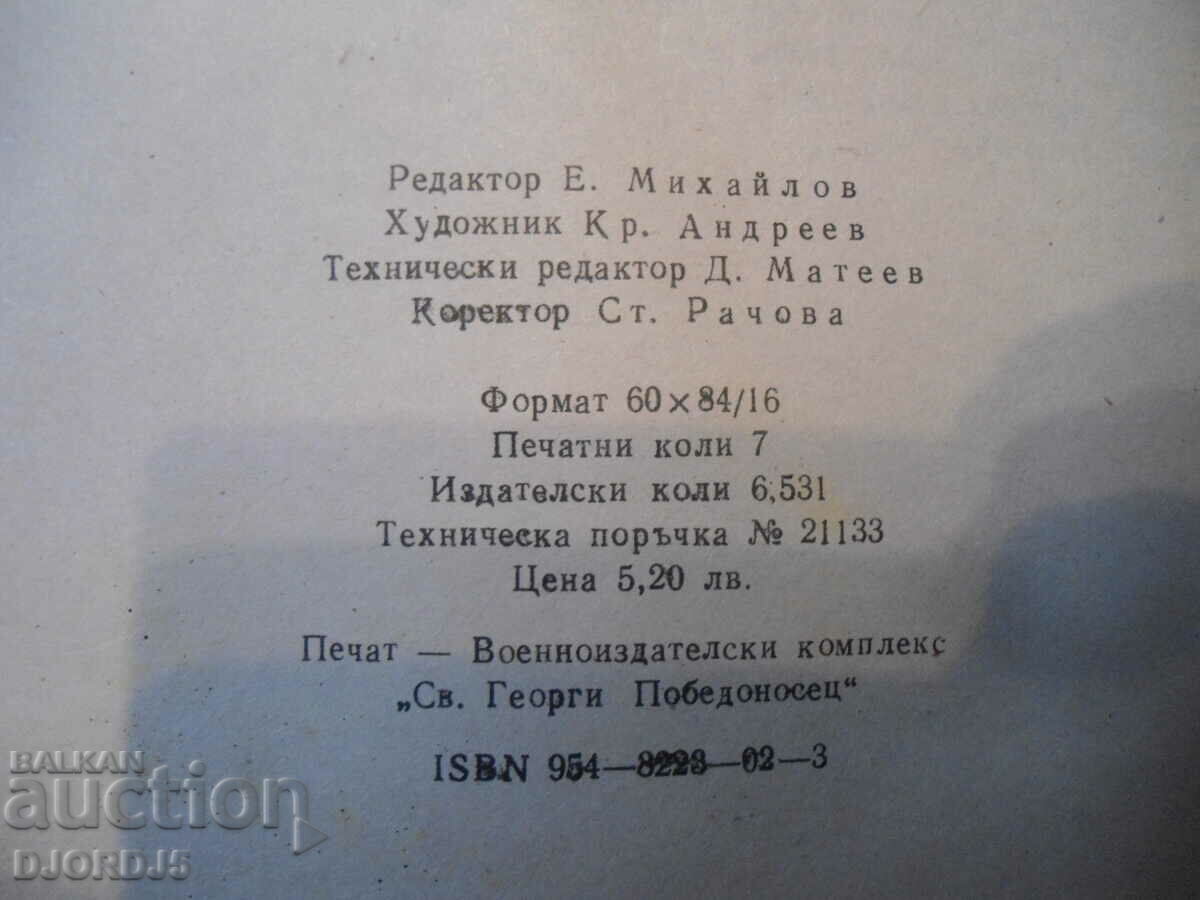 Редактор Е. Михайлов
Художник Кр. Андреев
Технически редактор Д. Матеев
Коректор Ст. Рачова
Формат 60×84/16
Печатни коли 7
Издателски коли 6,531
Техническа поръчка № 21133
Цена 5,20 лв.
Печат — Военноиздателски комплекс
„Св. Георги Победоносец“
ISBN 954—8223—02—3
BALKAN
auction
DJORDJ5